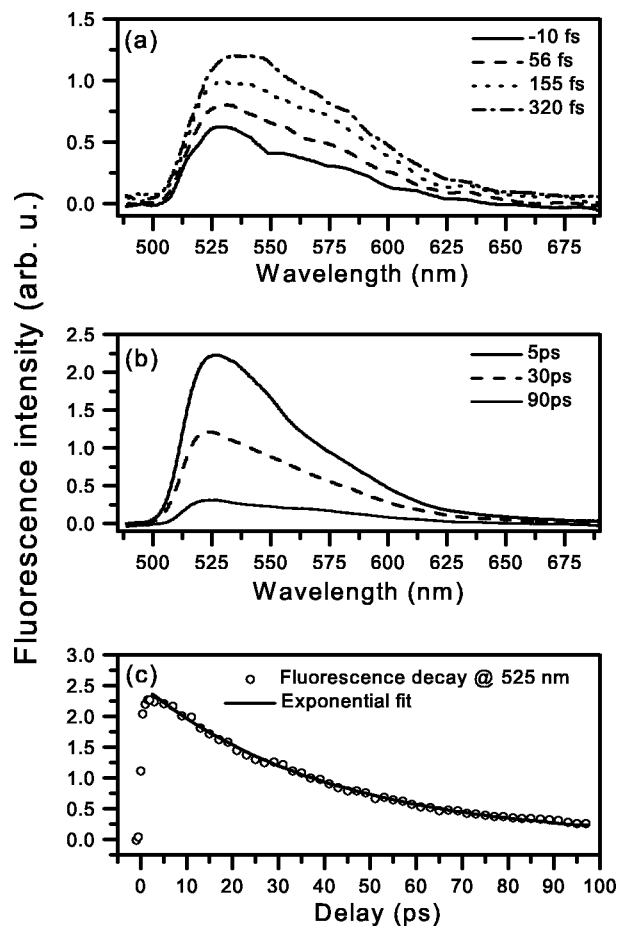 Fluorescence intensity (arb. u.)
(a)
-10 fs
56 fs
155 fs
320 fs
1.5
1.0
0.5
0.0
500 525 550 575 600 625 650 675
Wavelength (nm)
(b)
5ps
30ps
90ps
2.5
2.0
1.5
1.0
0.5
0.0
500 525 550 575 600 625 650 675
Wavelength (nm)
(c)
Fluorescence decay @ 525 nm
Exponential fit
3.0
2.5
2.0
1.5
1.0
0.5
0.0
0 10 20 30 40 50 60 70 80 90 100
Delay (ps)